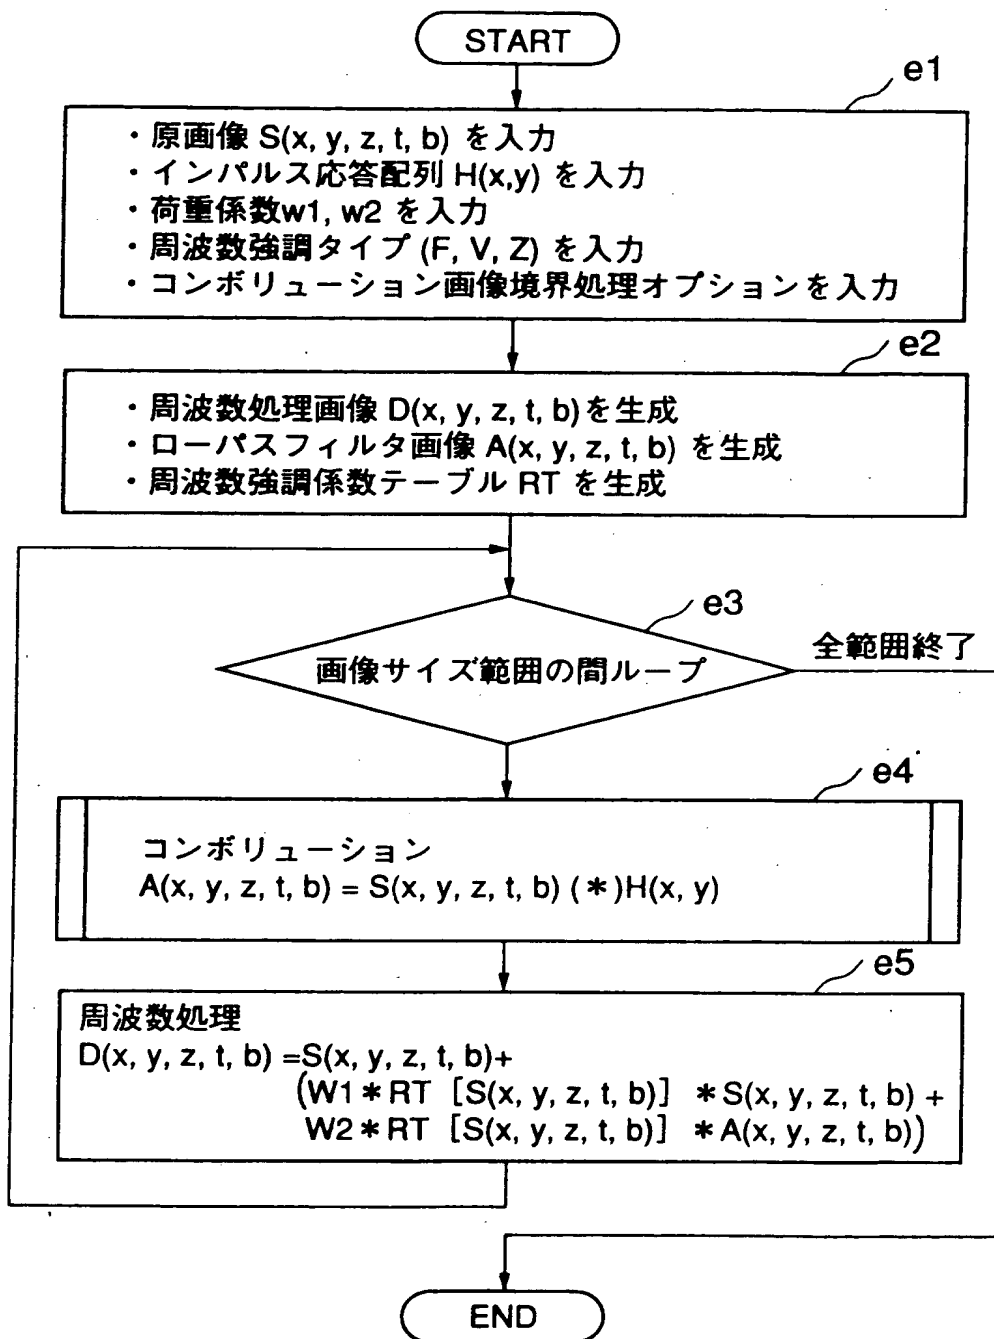 START
e1
・原画像 S(x, y, z, t, b) を入力
・インパルス応答配列 H(x,y) を入力
・荷重係数w1, w2 を入力
・周波数強調タイプ (F, V, Z) を入力
・コンボリューション画像境界処理オプションを入力
e2
・周波数処理画像 D(x, y, z, t, b)を生成
・ローパスフィルタ画像 A(x, y, z, t, b) を生成
・周波数強調係数テーブル RT を生成
e3
画像サイズ範囲の間ループ
全範囲終了
e4
コンボリューション
A(x, y, z, t, b) = S(x, y, z, t, b) (*)H(x, y)
e5
周波数処理
D(x, y, z, t, b) =S(x, y, z, t, b)+
(W1*RT [S(x, y, z, t, b)] *S(x, y, z, t, b) +
W2*RT [S(x, y, z, t, b)] *A(x, y, z, t, b))
END